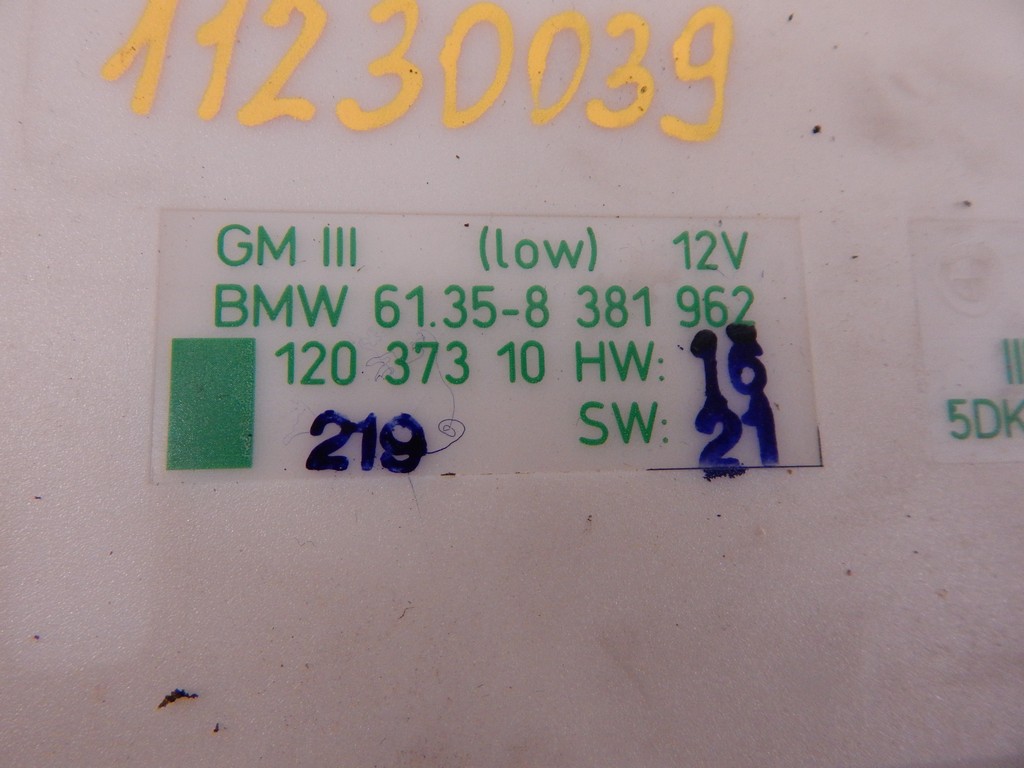 11230039
GM III (low) 12V
BMW 61.35-8 381 962
120 373 10 HW: 16
219 SW: 21
5DK